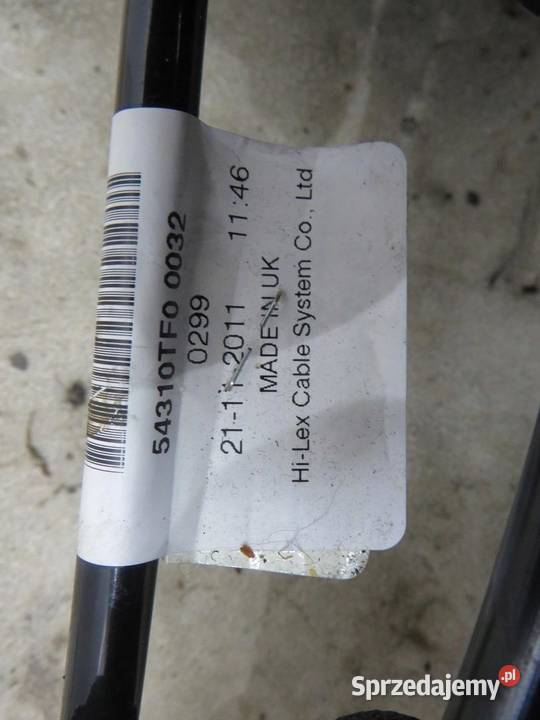 54310TF0 0032
0299
21-11-2011 11:46
MADE IN UK
Hi-Lex Cable System Co., Ltd
Sprzedajemy.pl